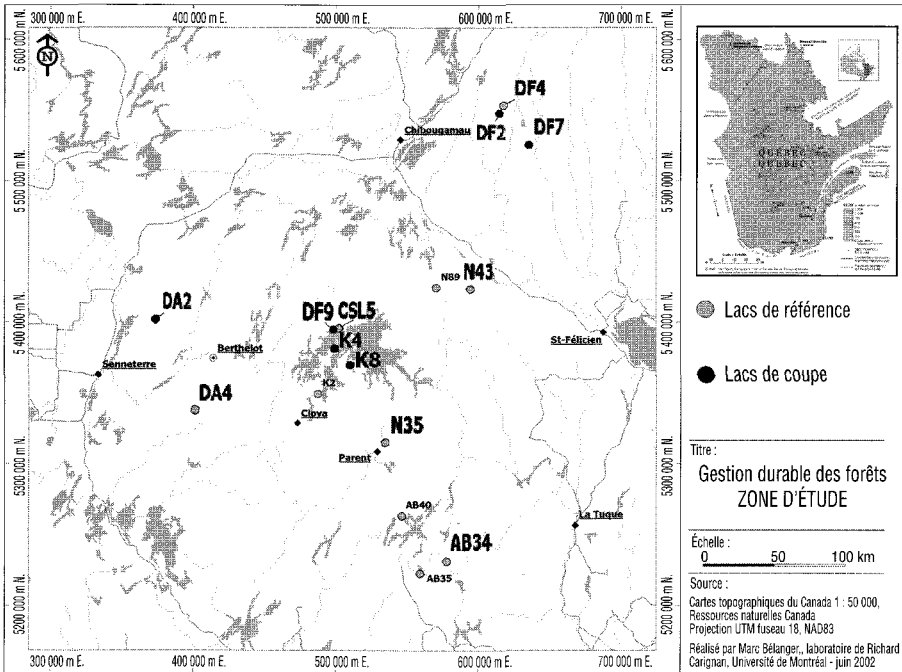 300 000 m E.
400 000 m E.
500 000 m E.
600 000 m E.
700 000 m E.
5 600 000 m N.
5 500 000 m N.
5 400 000 m N.
5 300 000 m N.
5 200 000 m N.
N
DF4
DF2
DF7
Chibougamau
N89
N43
DA2
DF9
CSL5
K4
K8
K2
St-Félicien
Berthelot
Senneterre
DA4
Clova
N35
Parent
AB40
La Tuque
AB34
AB35
300 000 m E.
400 000 m E.
500 000 m E.
600 000 m E.
700 000 m E.
QUÉBEC
QUEBEC
Lacs de référence
Lacs de coupe
Titre :
Gestion durable des forêts
ZONE D'ÉTUDE
Échelle :
0 50 100 km
Source :
Cartes topographiques du Canada 1 : 50 000,
Ressources naturelles Canada
Projection UTM fuseau 18, NAD83
Réalisé par Marc Bélanger,, laboratoire de Richard
Carignan, Université de Montréal - juin 2002